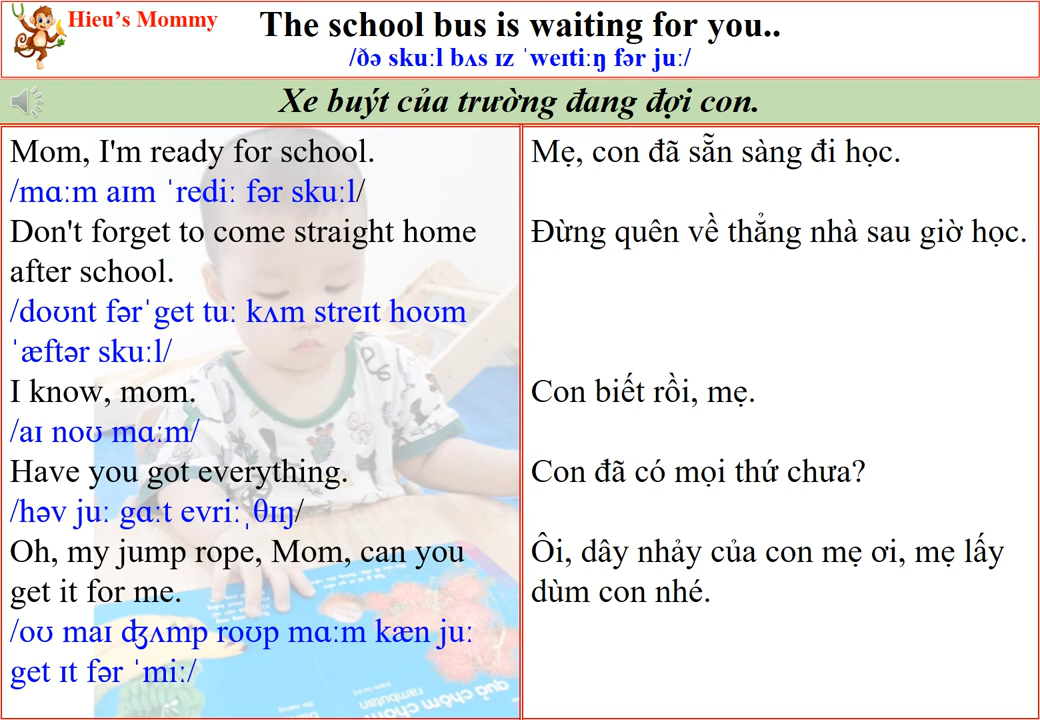 Hieu's Mommy
The school bus is waiting for you..
/ðə skuːl bʌs ɪz ˈweɪtiːŋ fər juː/
Xe buýt của trường đang đợi con.
Mom, I'm ready for school.
/mɑːm aɪm ˈrediː fər skuːl/
Don't forget to come straight home
after school.
/doʊnt fərˈget tuː kʌm streɪt hoʊm
ˈæftər skuːl/
I know, mom.
/aɪ noʊ mɑːm/
Have you got everything.
/həv juː gɑːt evriːˌθɪŋ/
Oh, my jump rope, Mom, can you
get it for me.
/oʊ maɪ ʤʌmp roʊp mɑːm kæn juː
get ɪt fər ˈmiː/
Mẹ, con đã sẵn sàng đi học.
Đừng quên về thẳng nhà sau giờ học.
Con biết rồi, mẹ.
Con đã có mọi thứ chưa?
Ôi, dây nhảy của con mẹ ơi, mẹ lấy
dùm con nhé.
quả chôm chôm
rambutan